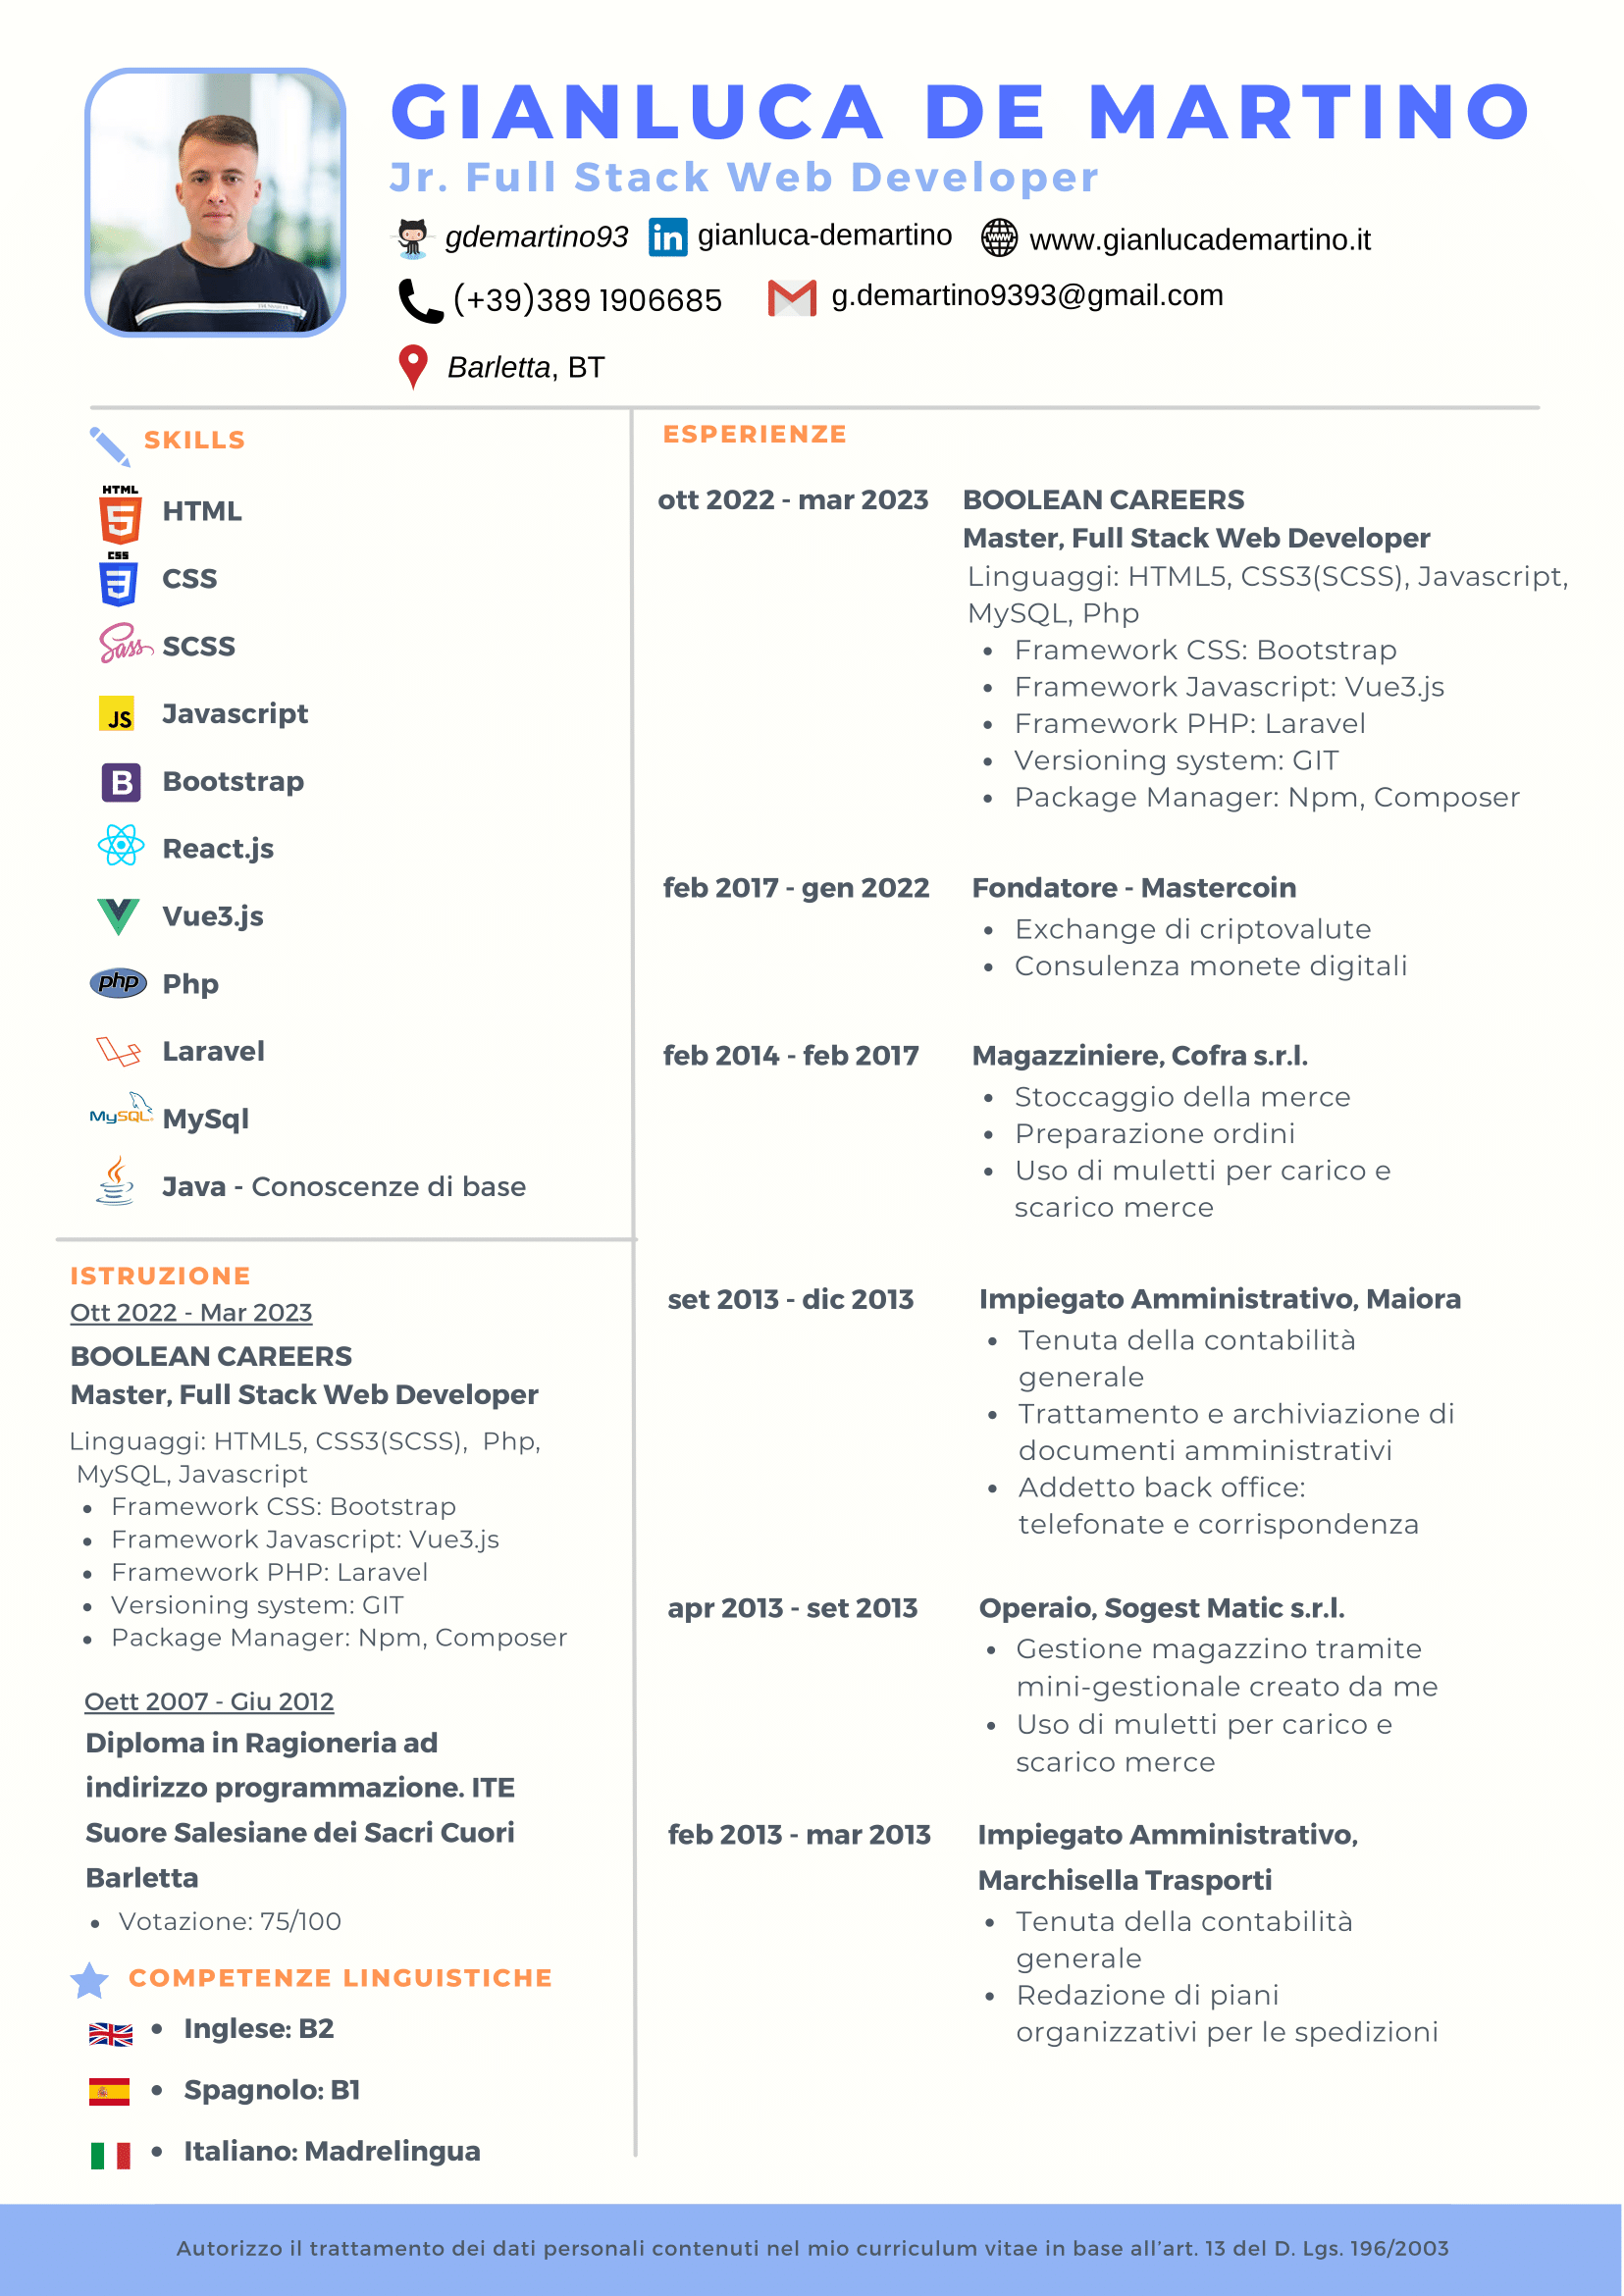 GIANLUCA DE MARTINO
Jr. Full Stack Web Developer
gdemartino93
gianluca-demartino
www.gianlucademartino.it
(+39)389 1906685
g.demartino9393@gmail.com
Barletta, BT
SKILLS
HTML
HTML
CSS
CSS
Sass SCSS
JS Javascript
B Bootstrap
React.js
Vue3.js
php Php
Laravel
MySQL MySql
Java - Conoscenze di base
ISTRUZIONE
Ott 2022 - Mar 2023
BOOLEAN CAREERS
Master, Full Stack Web Developer
Linguaggi: HTML5, CSS3(SCSS), Php,
MySQL, Javascript
• Framework CSS: Bootstrap
• Framework Javascript: Vue3.js
• Framework PHP: Laravel
• Versioning system: GIT
• Package Manager: Npm, Composer
Oett 2007 - Giu 2012
Diploma in Ragioneria ad
indirizzo programmazione. ITE
Suore Salesiane dei Sacri Cuori
Barletta
• Votazione: 75/100
COMPETENZE LINGUISTICHE
• Inglese: B2
• Spagnolo: B1
• Italiano: Madrelingua
ESPERIENZE
ott 2022 - mar 2023
BOOLEAN CAREERS
Master, Full Stack Web Developer
Linguaggi: HTML5, CSS3(SCSS), Javascript,
MySQL, Php
• Framework CSS: Bootstrap
• Framework Javascript: Vue3.js
• Framework PHP: Laravel
• Versioning system: GIT
• Package Manager: Npm, Composer
feb 2017 - gen 2022
Fondatore - Mastercoin
• Exchange di criptovalute
• Consulenza monete digitali
feb 2014 - feb 2017
Magazziniere, Cofra s.r.l.
• Stoccaggio della merce
• Preparazione ordini
• Uso di muletti per carico e
scarico merce
set 2013 - dic 2013
Impiegato Amministrativo, Maiora
• Tenuta della contabilità
generale
• Trattamento e archiviazione di
documenti amministrativi
• Addetto back office:
telefonate e corrispondenza
apr 2013 - set 2013
Operaio, Sogest Matic s.r.l.
• Gestione magazzino tramite
mini-gestionale creato da me
• Uso di muletti per carico e
scarico merce
feb 2013 - mar 2013
Impiegato Amministrativo,
Marchisella Trasporti
• Tenuta della contabilità
generale
• Redazione di piani
organizzativi per le spedizioni
Autorizzo il trattamento dei dati personali contenuti nel mio curriculum vitae in base all'art. 13 del D. Lgs. 196/2003